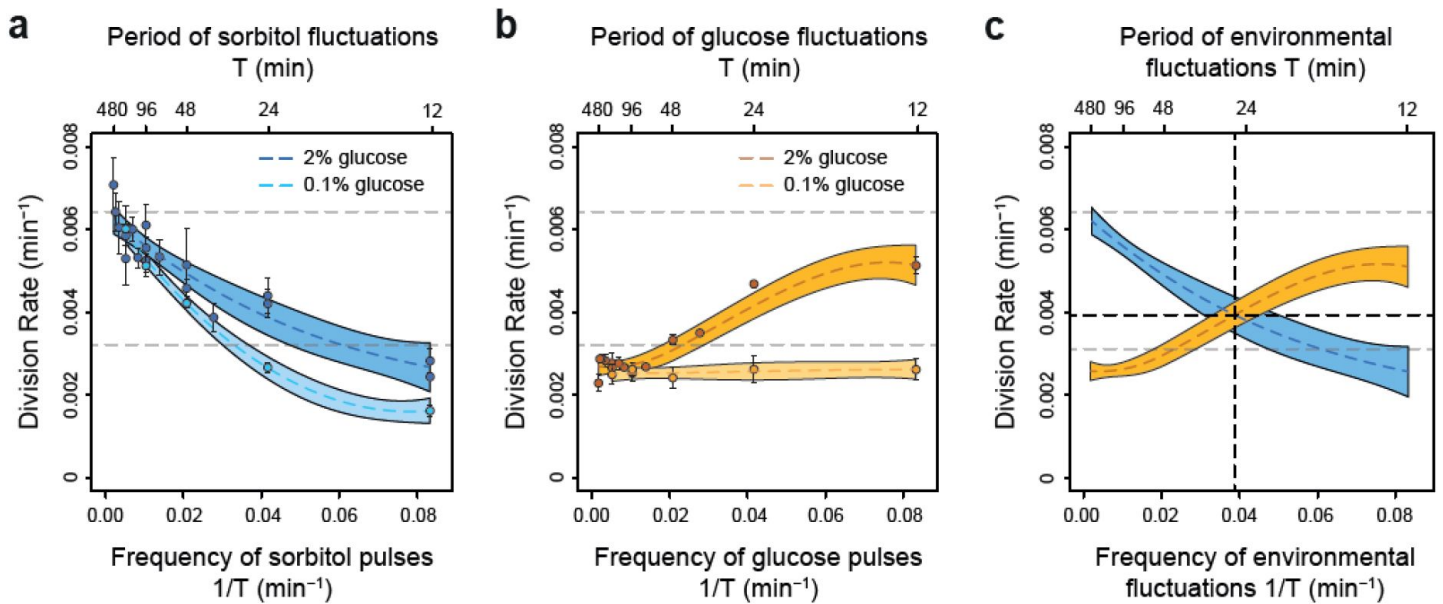 a
Period of sorbitol fluctuations
T (min)
480 96 48 24 12
2% glucose
0.1% glucose
Division Rate (min⁻¹)
0.008
0.006
0.004
0.002
0
0.00 0.02 0.04 0.06 0.08
Frequency of sorbitol pulses
1/T (min⁻¹)
b
Period of glucose fluctuations
T (min)
480 96 48 24 12
2% glucose
0.1% glucose
Division Rate (min⁻¹)
0.008
0.006
0.004
0.002
0
0.00 0.02 0.04 0.06 0.08
Frequency of glucose pulses
1/T (min⁻¹)
c
Period of environmental
fluctuations T (min)
480 96 48 24 12
Division Rate (min⁻¹)
0.008
0.006
0.004
0.002
0
0.00 0.02 0.04 0.06 0.08
Frequency of environmental
fluctuations 1/T (min⁻¹)